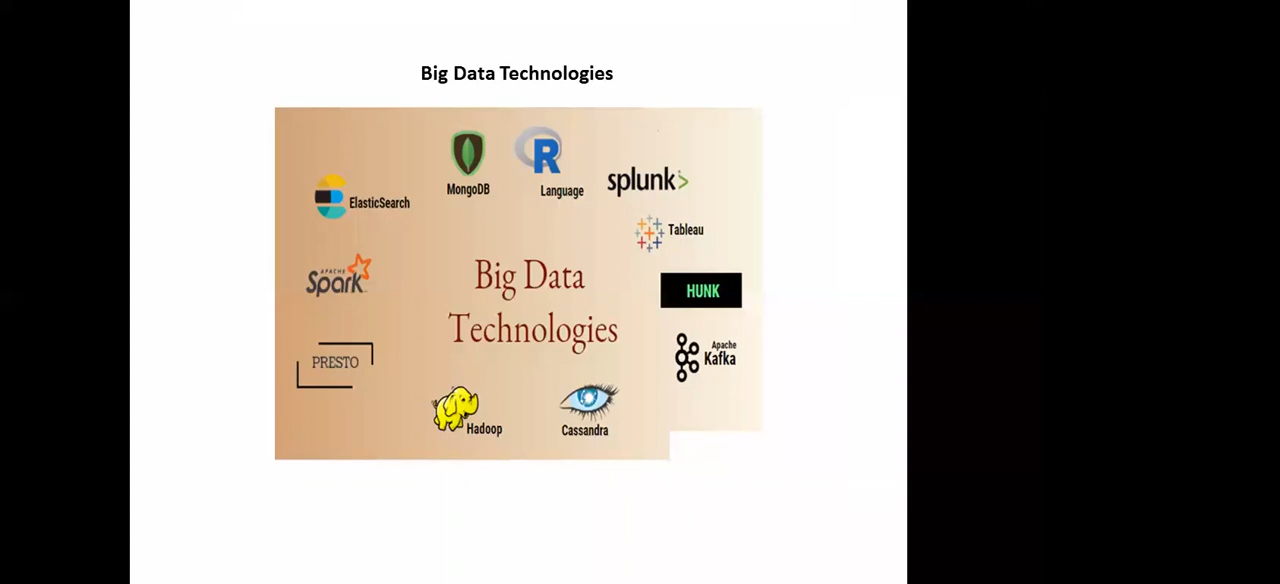 Big Data Technologies
MongoDB
R
Language
splunk>
ElasticSearch
Tableau
APACHE
Spark
Big Data
Technologies
HUNK
PRESTO
Apache
Kafka
Hadoop
Cassandra